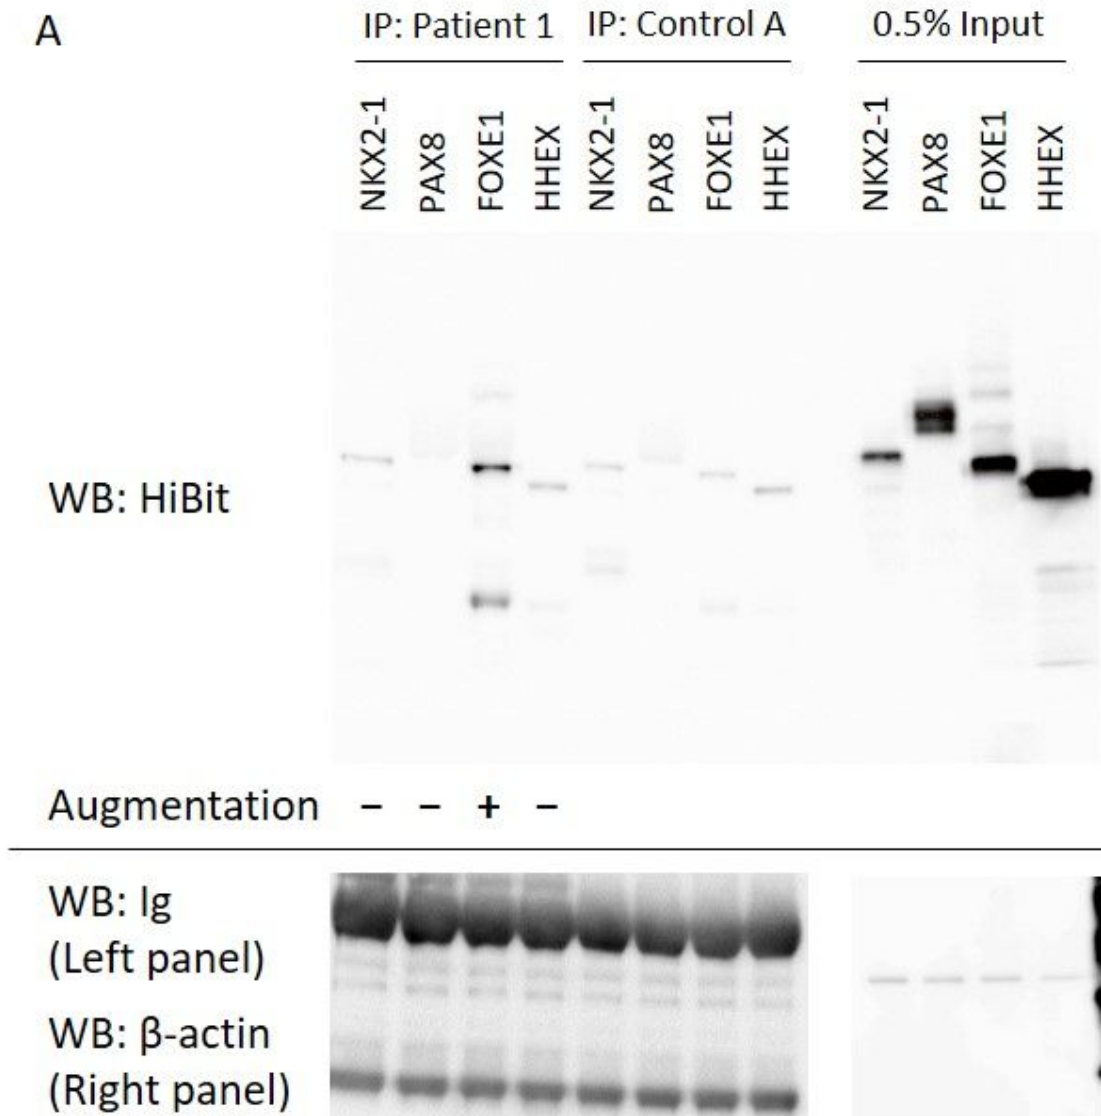 A
IP: Patient 1 IP: Control A 0.5% Input
NKX2-1 PAX8 FOXE1 HHEX NKX2-1 PAX8 FOXE1 HHEX NKX2-1 PAX8 FOXE1 HHEX
WB: HiBit
Augmentation – – + –
WB: Ig
(Left panel)
WB: β-actin
(Right panel)